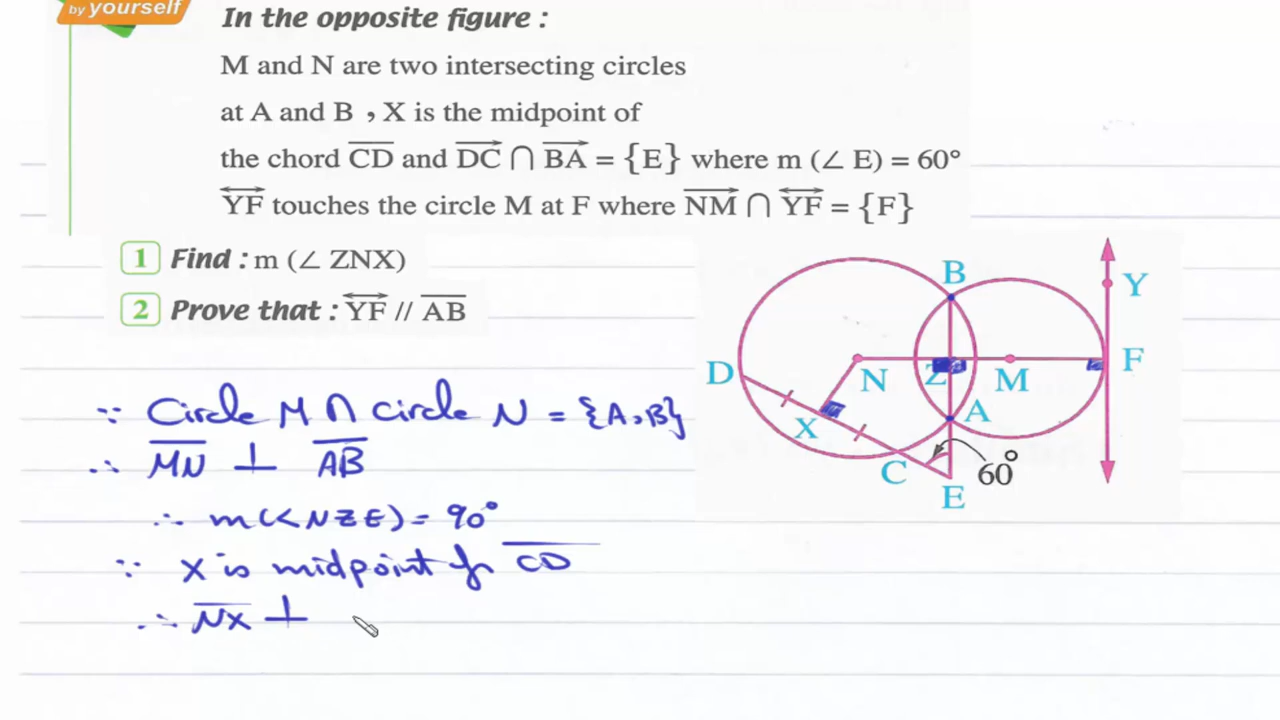 by yourself
In the opposite figure :
M and N are two intersecting circles
at A and B , X is the midpoint of
the chord CD and DC ∩ BA = {E} where m (∠ E) = 60°
YF touches the circle M at F where NM ∩ YF = {F}
1 Find : m (∠ ZNX)
2 Prove that : YF // AB
B
Y
D
N
Z
M
F
X
A
C
60°
E
∵ Circle M ∩ circle N = {A, B}
∴ MN ⊥ AB
∴ m(< NZE) = 90°
∵ X is midpoint of CD
∴ NX ⊥